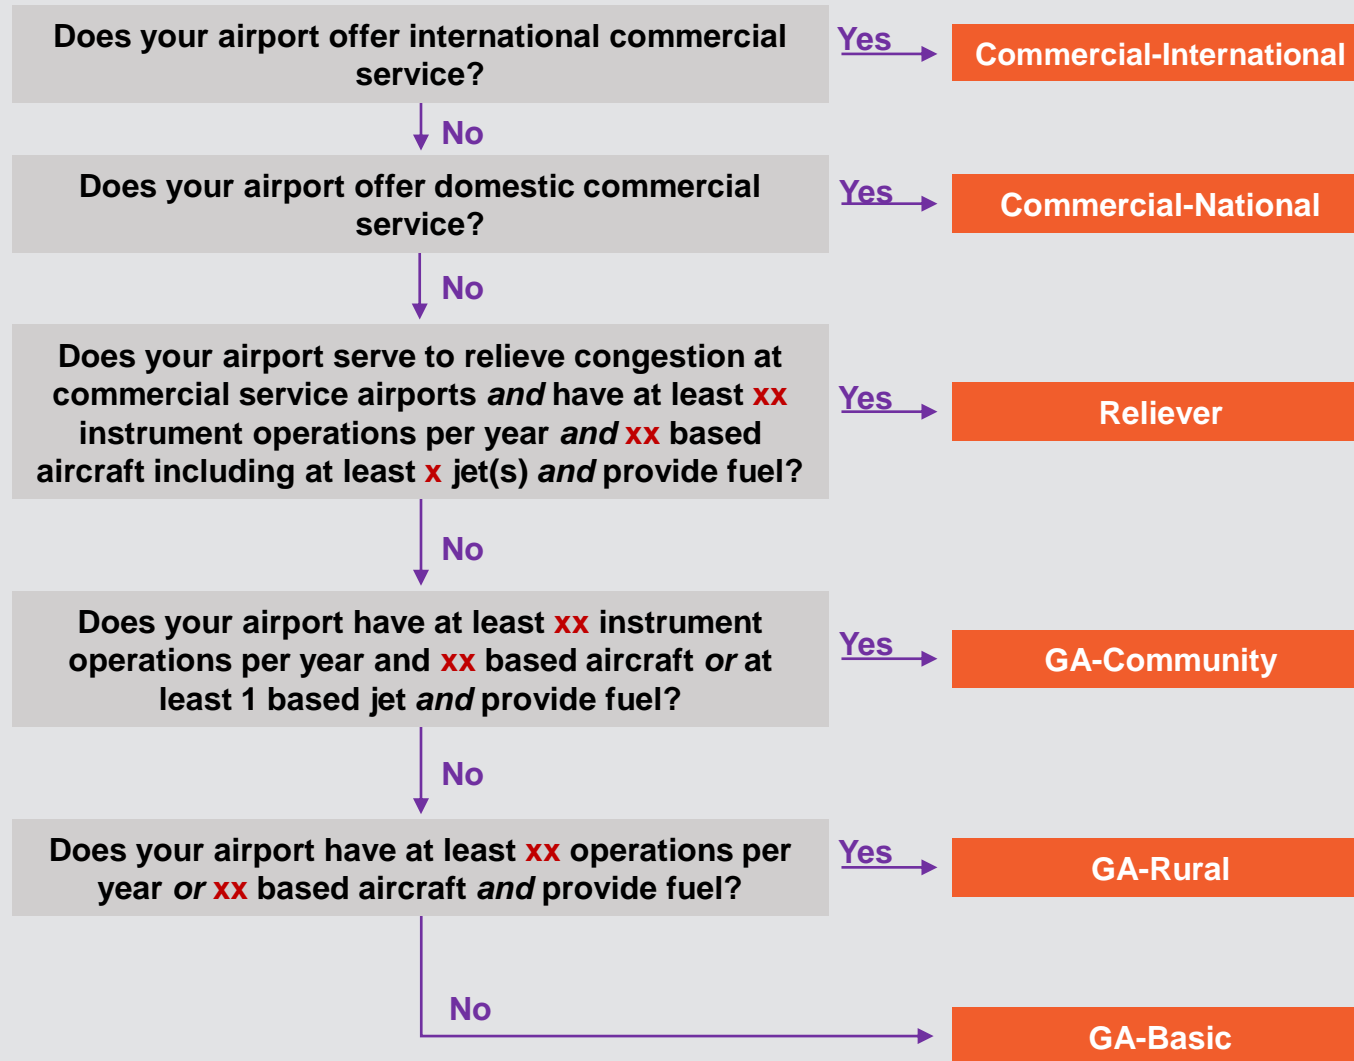 Does your airport offer international commercial
service?
Yes
Commercial-International
No
Does your airport offer domestic commercial
service?
Yes
Commercial-National
No
Does your airport serve to relieve congestion at
commercial service airports and have at least xx
instrument operations per year and xx based
aircraft including at least x jet(s) and provide fuel?
Yes
Reliever
No
Does your airport have at least xx instrument
operations per year and xx based aircraft or at
least 1 based jet and provide fuel?
Yes
GA-Community
No
Does your airport have at least xx operations per
year or xx based aircraft and provide fuel?
Yes
GA-Rural
No
GA-Basic